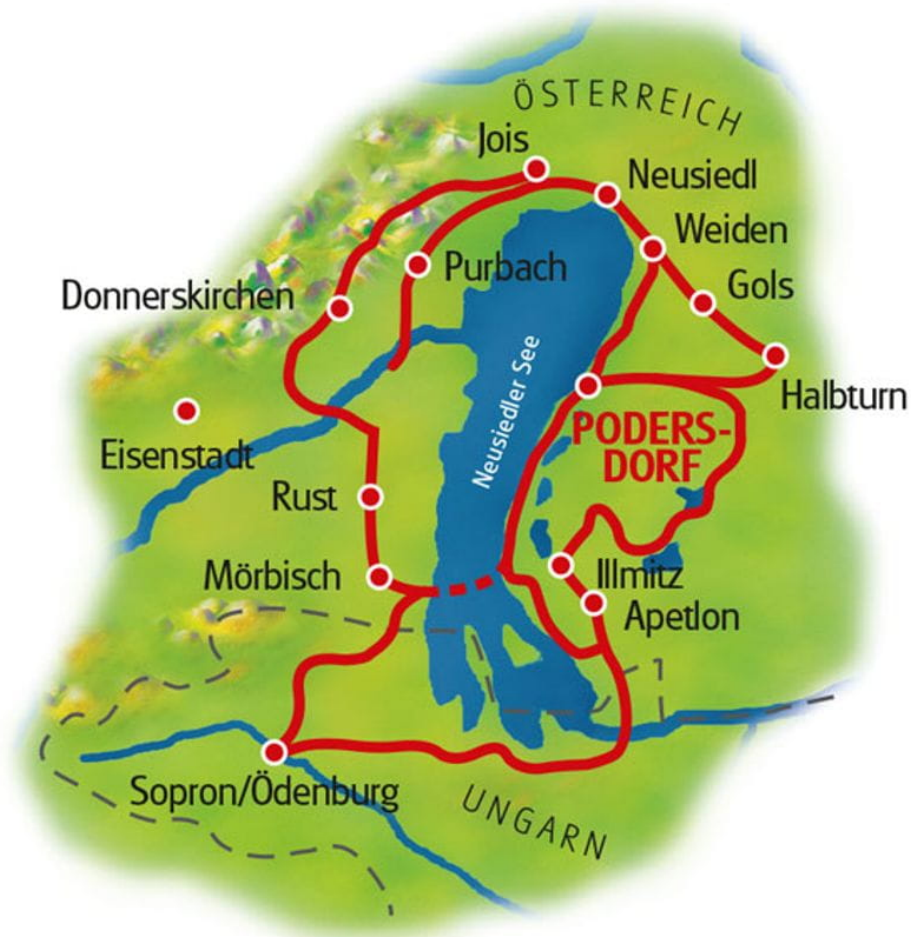 ÖSTERREICH
Jois
Neusiedl
Weiden
Purbach
Gols
Donnerskirchen
Neusiedler See
Halbturn
Eisenstadt
PODERS-
DORF
Rust
Mörbisch
Illmitz
Apetlon
Sopron/Ödenburg
UNGARN